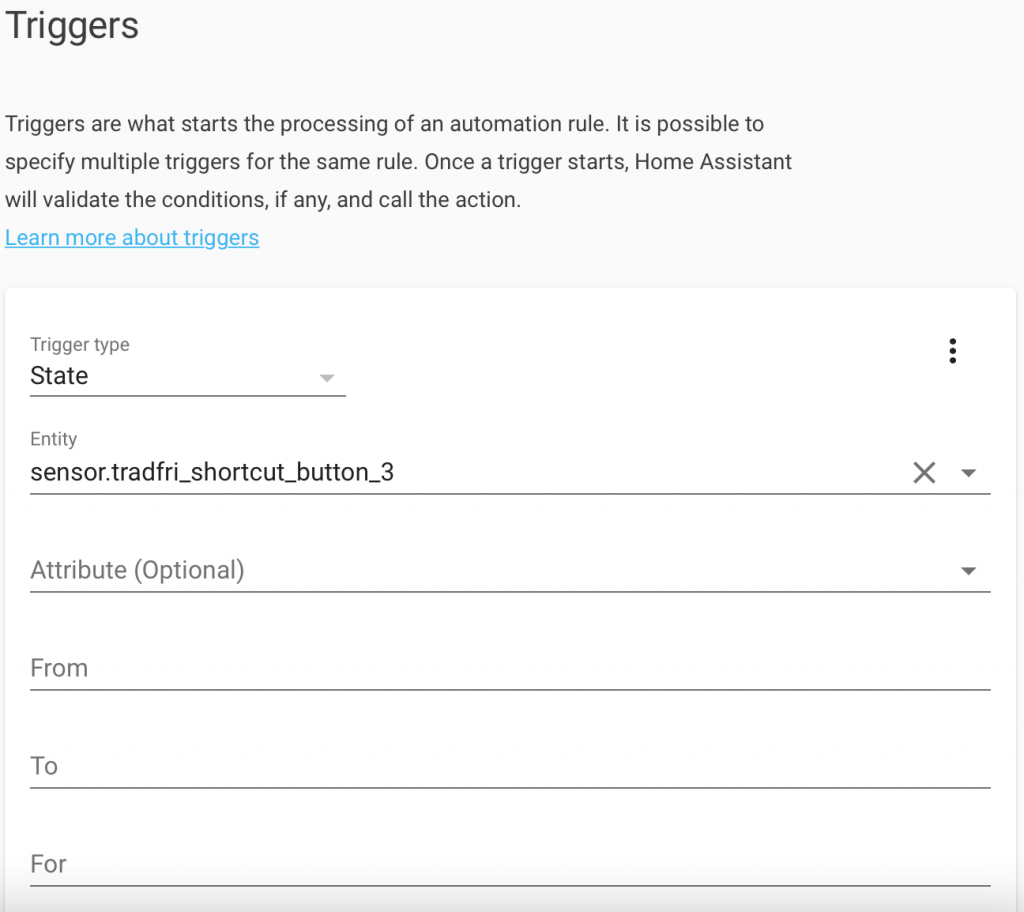 Triggers
Triggers are what starts the processing of an automation rule. It is possible to
specify multiple triggers for the same rule. Once a trigger starts, Home Assistant
will validate the conditions, if any, and call the action.
Learn more about triggers
Trigger type
State
Entity
sensor.tradfri_shortcut_button_3
Attribute (Optional)
From
To
For